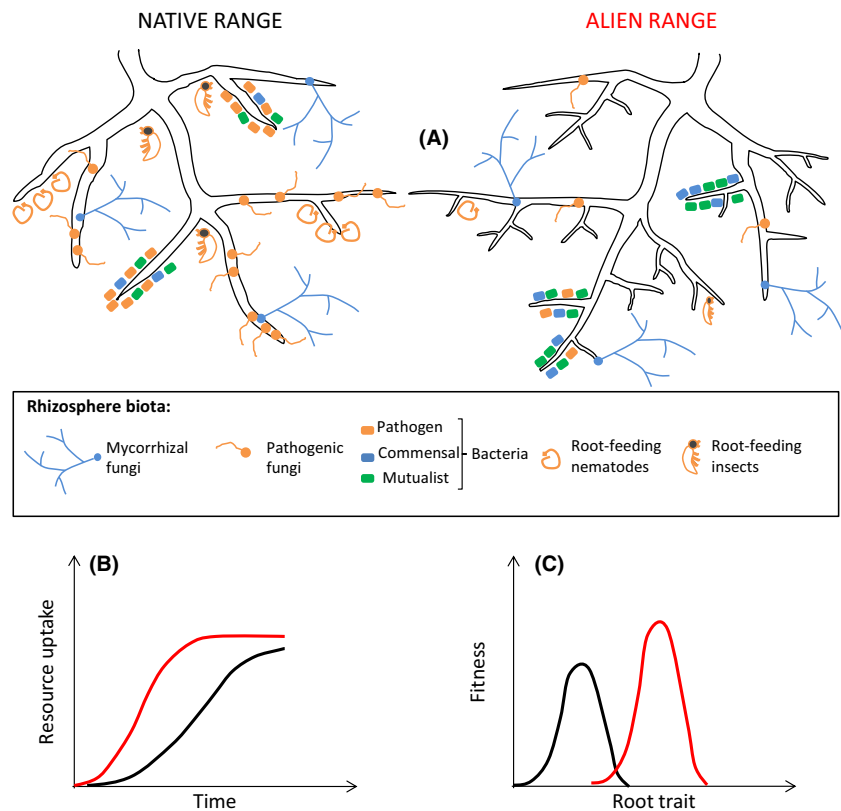 NATIVE RANGE
ALIEN RANGE
(A)
Rhizosphere biota:
Mycorrhizal
fungi
Pathogenic
fungi
Pathogen
Commensal
Mutualist
Bacteria
Root-feeding
nematodes
Root-feeding
insects
(B)
Resource uptake
Time
(C)
Fitness
Root trait